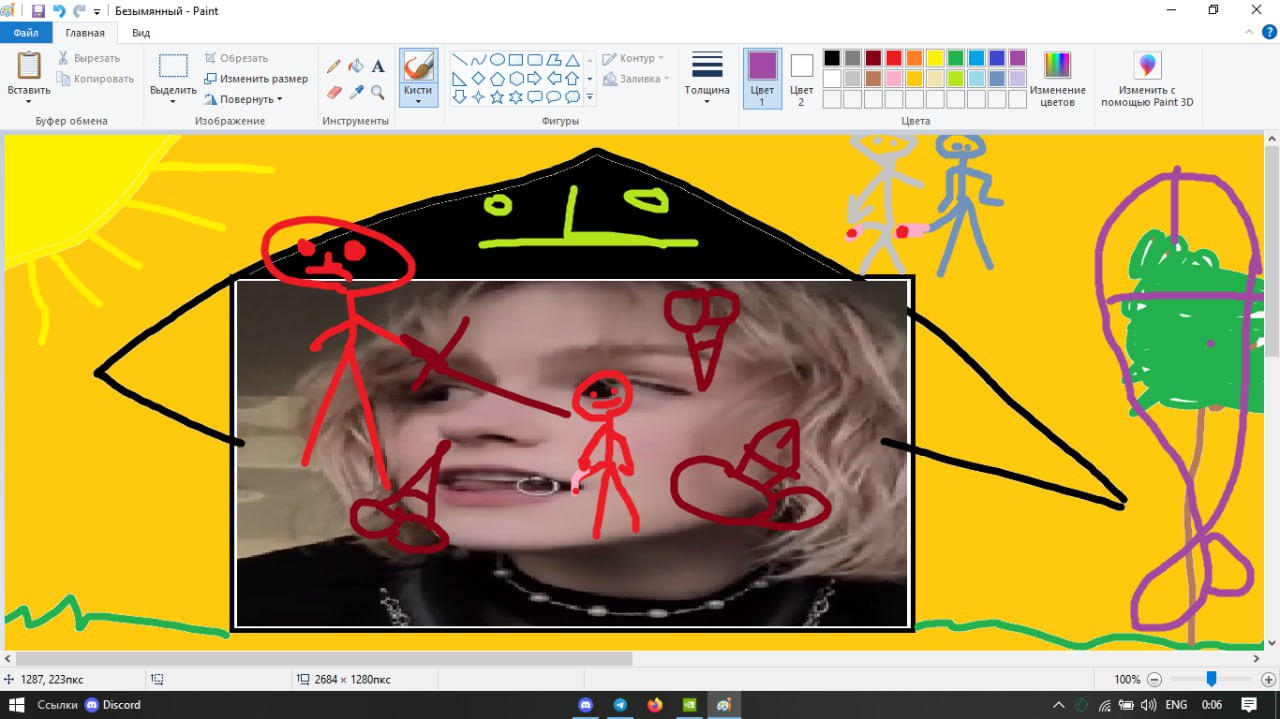 Безымянный - Paint
Файл Главная Вид
Вставить
Вырезать
Копировать
Буфер обмена
Выделить
Обрезать
Изменить размер
Повернуть
Изображение
A
Инструменты
Кисти
Контур
Заливка
Фигуры
Толщина
Цвет
1
Цвет
2
Изменение
цветов
Цвета
Изменить с
помощью Paint 3D
1287, 223пкс
2684 × 1280пкс
100%
Ссылки Discord
ENG 0:06